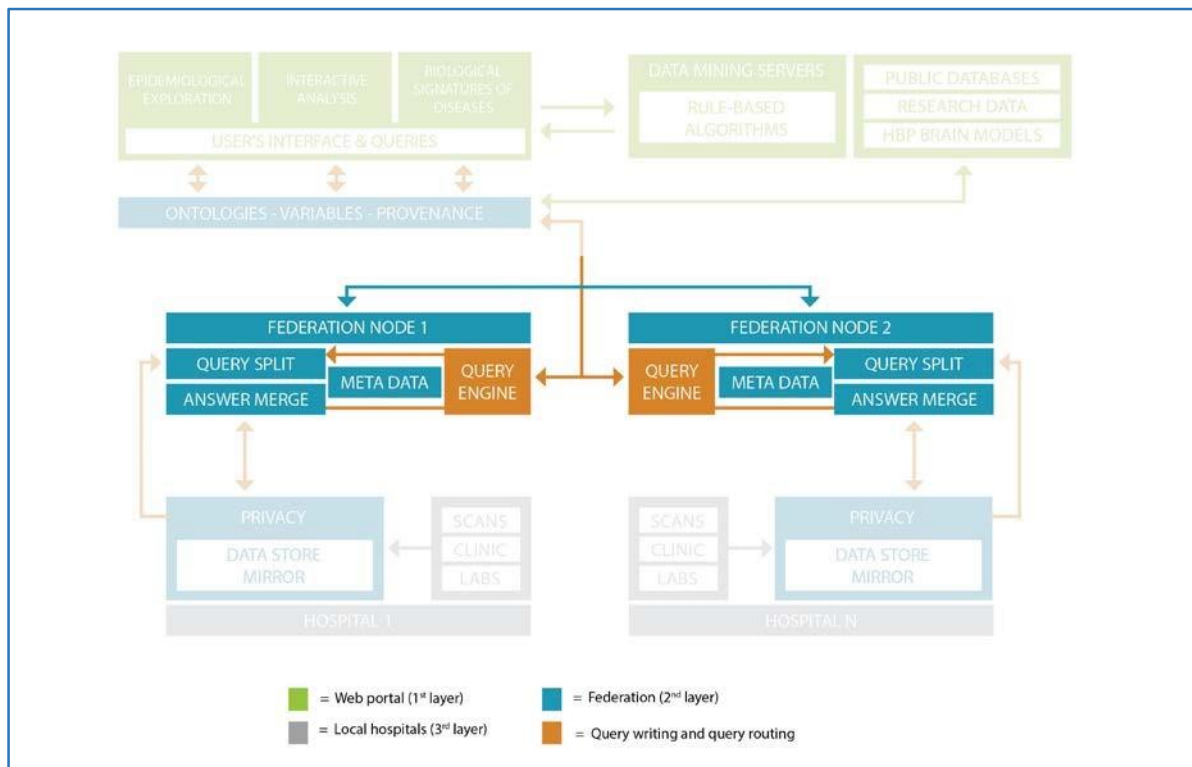 EPIDEMIOLOGICAL
EXPLORATION
INTERACTIVE
ANALYSIS
BIOLOGICAL
SIGNATURES OF
DISEASES
USER'S INTERFACE & QUERIES
DATA MINING SERVERS
RULE-BASED
ALGORITHMS
PUBLIC DATABASES
RESEARCH DATA
HBP BRAIN MODELS
ONTOLOGIES - VARIABLES - PROVENANCE
FEDERATION NODE 1
QUERY SPLIT
ANSWER MERGE
META DATA
QUERY
ENGINE
FEDERATION NODE 2
QUERY
ENGINE
META DATA
QUERY SPLIT
ANSWER MERGE
PRIVACY
DATA STORE
MIRROR
SCANS
CLINIC
LABS
HOSPITAL 1
SCANS
CLINIC
LABS
PRIVACY
DATA STORE
MIRROR
HOSPITAL N
= Web portal (1st layer)
= Federation (2nd layer)
= Local hospitals (3rd layer)
= Query writing and query routing